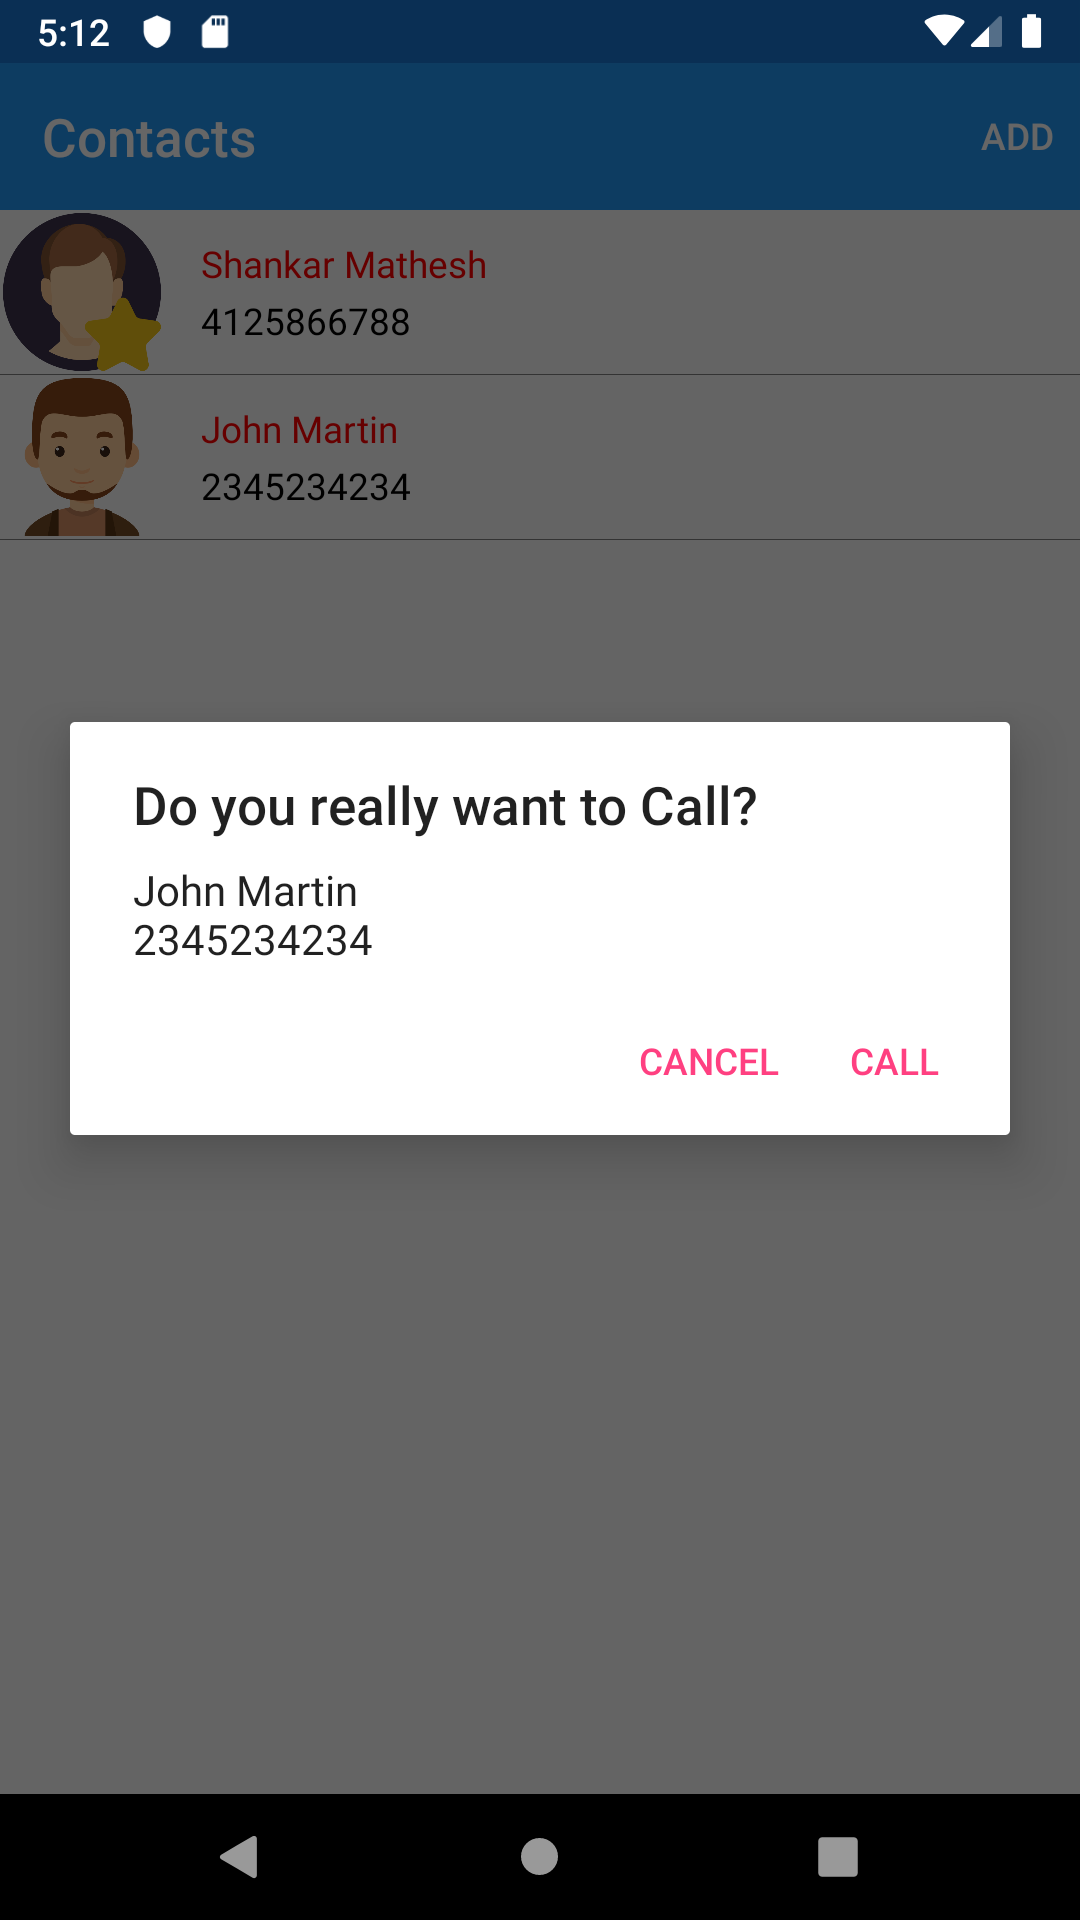 5:12
Contacts
ADD
Shankar Mathesh
4125866788
John Martin
2345234234
Do you really want to Call?
John Martin
2345234234
CANCEL CALL